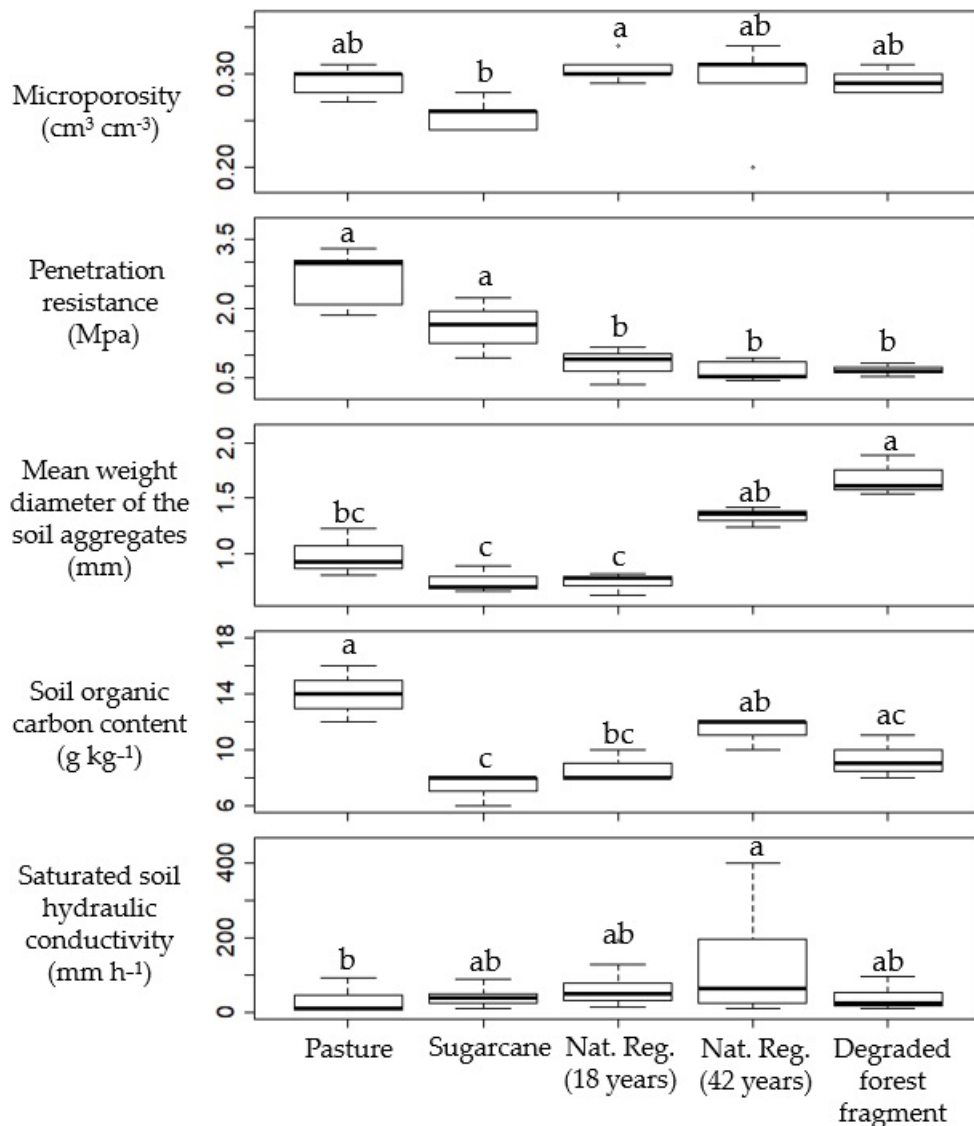 Microporosity
(cm³ cm-³)
0.30
0.20
ab
b
a
ab
ab
Penetration
resistance
(Mpa)
3.5
2.0
0.5
a
a
b
b
b
Mean weight
diameter of the
soil aggregates
(mm)
2.0
1.5
1.0
bc
c
c
ab
a
Soil organic
carbon content
(g kg-¹)
18
14
10
6
a
c
bc
ab
ac
Saturated soil
hydraulic
conductivity
(mm h-¹)
400
200
0
b
ab
ab
a
ab
Pasture
Sugarcane
Nat. Reg.
(18 years)
Nat. Reg.
(42 years)
Degraded
forest
fragment